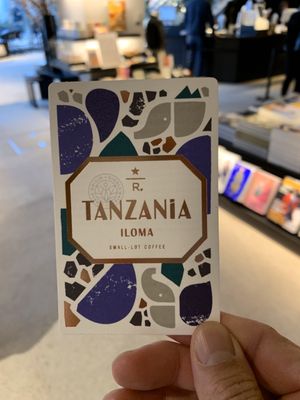 R.
TANZANiA
ILOMA
SMALL-LOT COFFEE